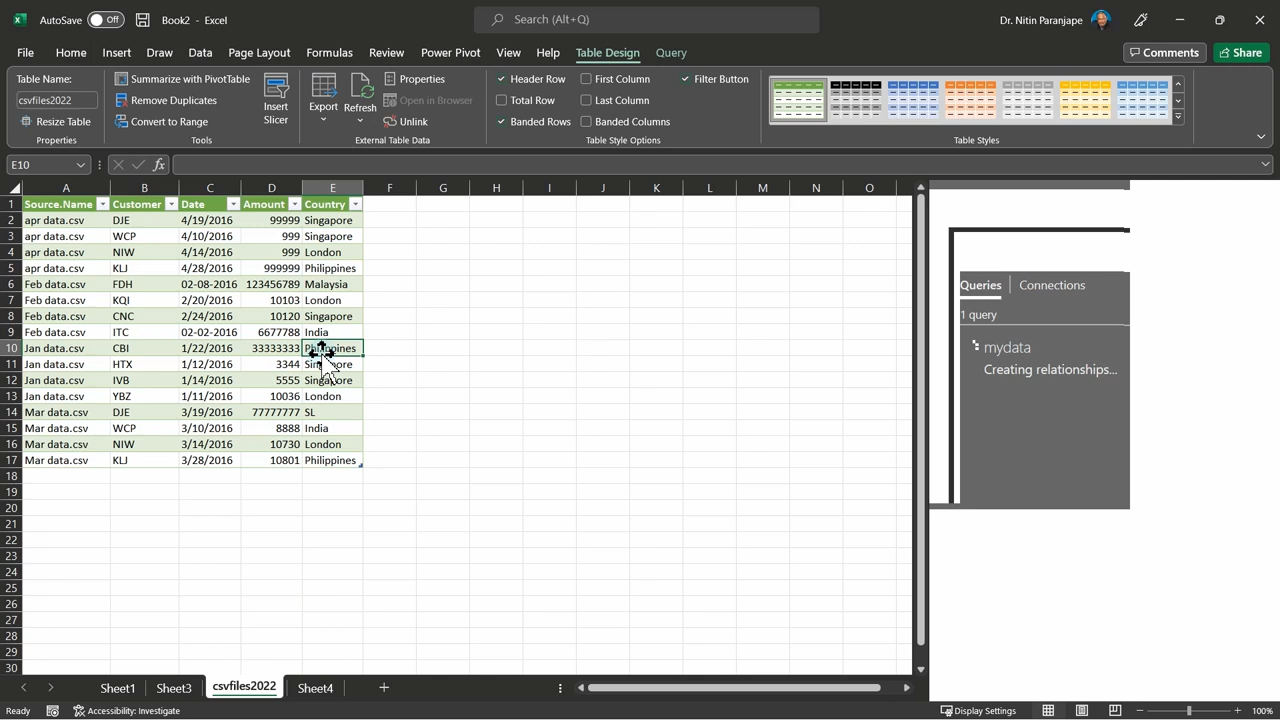 AutoSave Off Book2 - Excel Search (Alt+Q) Dr. Nitin Paranjape
File Home Insert Draw Data Page Layout Formulas Review Power Pivot View Help Table Design Query Comments Share
Table Name: Summarize with PivotTable Properties Header Row First Column Filter Button
csvfiles2022 Remove Duplicates Insert Slicer Export Refresh Open in Browser Total Row Last Column
Resize Table Convert to Range Unlink Banded Rows Banded Columns
Properties Tools External Table Data Table Style Options Table Styles
E10 fx
A B C D E F G H I J K L M N O
1 Source.Name Customer Date Amount Country
2 apr data.csv DJE 4/19/2016 99999 Singapore
3 apr data.csv WCP 4/10/2016 999 Singapore
4 apr data.csv NIW 4/14/2016 999 London
5 apr data.csv KLJ 4/28/2016 999999 Philippines
6 Feb data.csv FDH 02-08-2016 123456789 Malaysia
7 Feb data.csv KQI 2/20/2016 10103 London
8 Feb data.csv CNC 2/24/2016 10120 Singapore
9 Feb data.csv ITC 02-02-2016 6677788 India
10 Jan data.csv CBI 1/22/2016 33333333 Philippines
11 Jan data.csv HTX 1/12/2016 3344 Singapore
12 Jan data.csv IVB 1/14/2016 5555 Singapore
13 Jan data.csv YBZ 1/11/2016 10036 London
14 Mar data.csv DJE 3/19/2016 77777777 SL
15 Mar data.csv WCP 3/10/2016 8888 India
16 Mar data.csv NIW 3/14/2016 10730 London
17 Mar data.csv KLJ 3/28/2016 10801 Philippines
18
19
20
21
22
23
24
25
26
27
28
29
30
Queries Connections
1 query
mydata
Creating relationships...
Sheet1 Sheet3 csvfiles2022 Sheet4
Ready Accessibility: Investigate Display Settings 100%